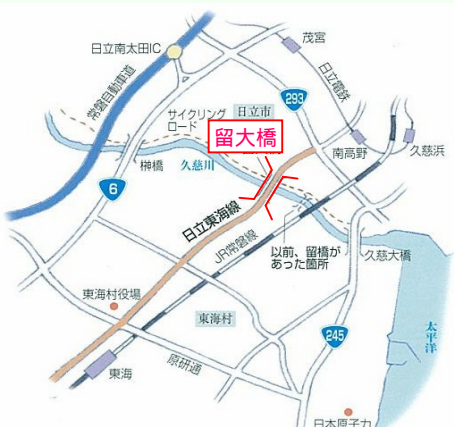 茂宮
日立南太田IC
日立電鉄
常磐自動車道
293
サイクリング
ロード
日立市
留大橋
南高野
久慈浜
榊橋
久慈川
6
日立東海線
JR常磐線
以前、留橋が
あった箇所
久慈大橋
東海村役場
東海村
太平洋
245
東海
原研通
日本原子力